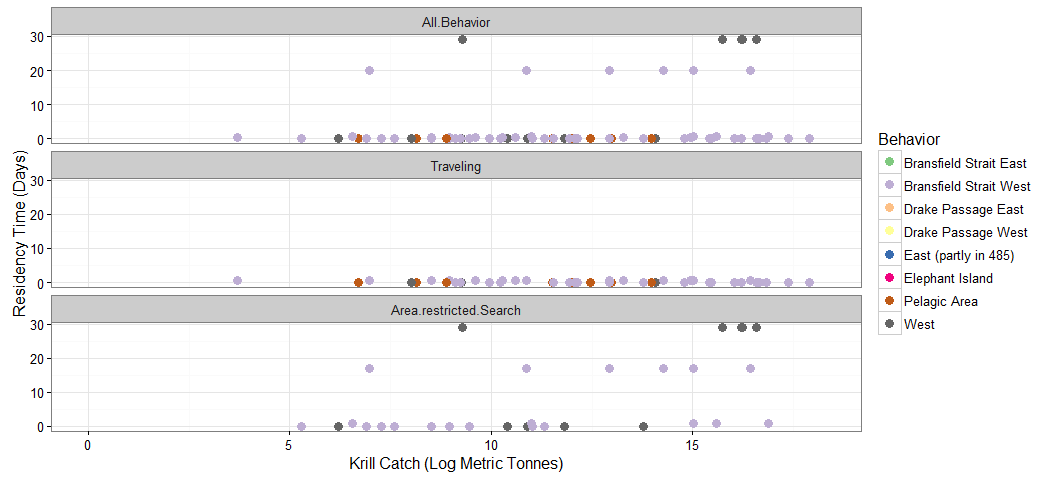 All.Behavior
30
20
10
0
Traveling
30
20
10
0
Area.restricted.Search
30
20
10
0
0 5 10 15
Krill Catch (Log Metric Tonnes)
Residency Time (Days)
Behavior
Bransfield Strait East
Bransfield Strait West
Drake Passage East
Drake Passage West
East (partly in 485)
Elephant Island
Pelagic Area
West